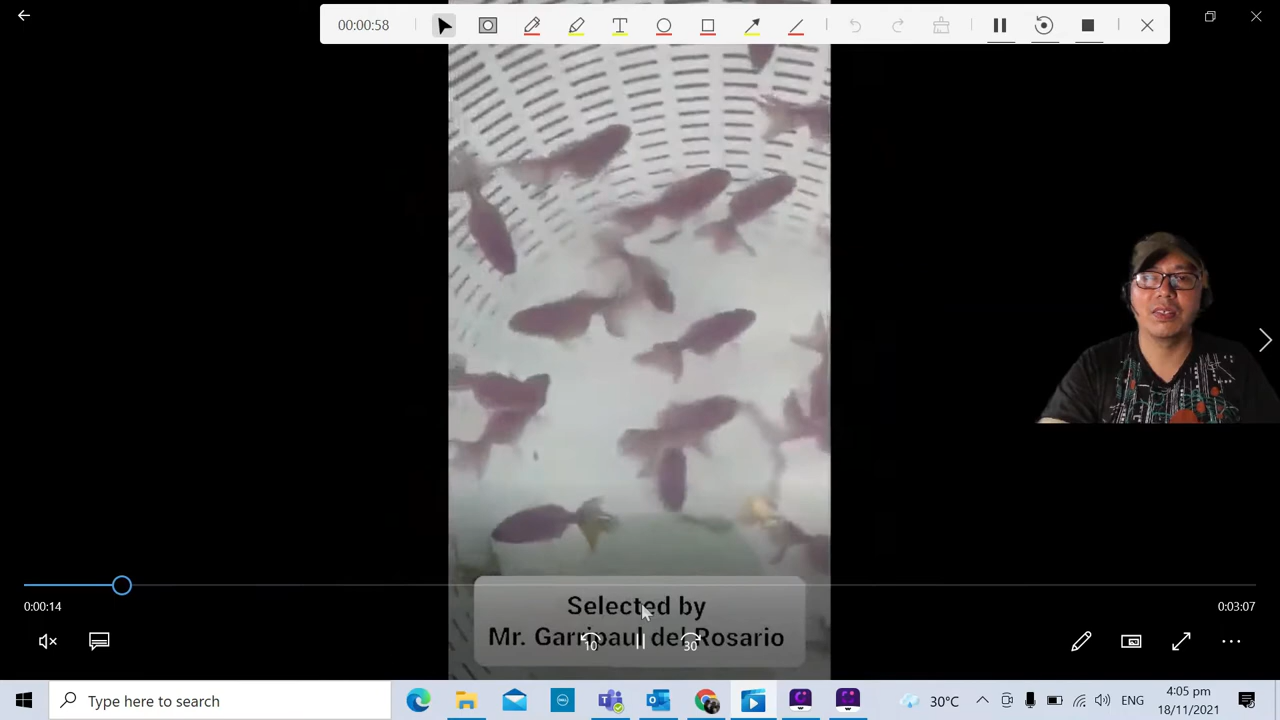 00:00:58
Selected by
Mr. Garripaul del Rosario
0:00:14
0:03:07
10
30
Type here to search
DELL
30°C
ENG
4:05 pm
18/11/2021